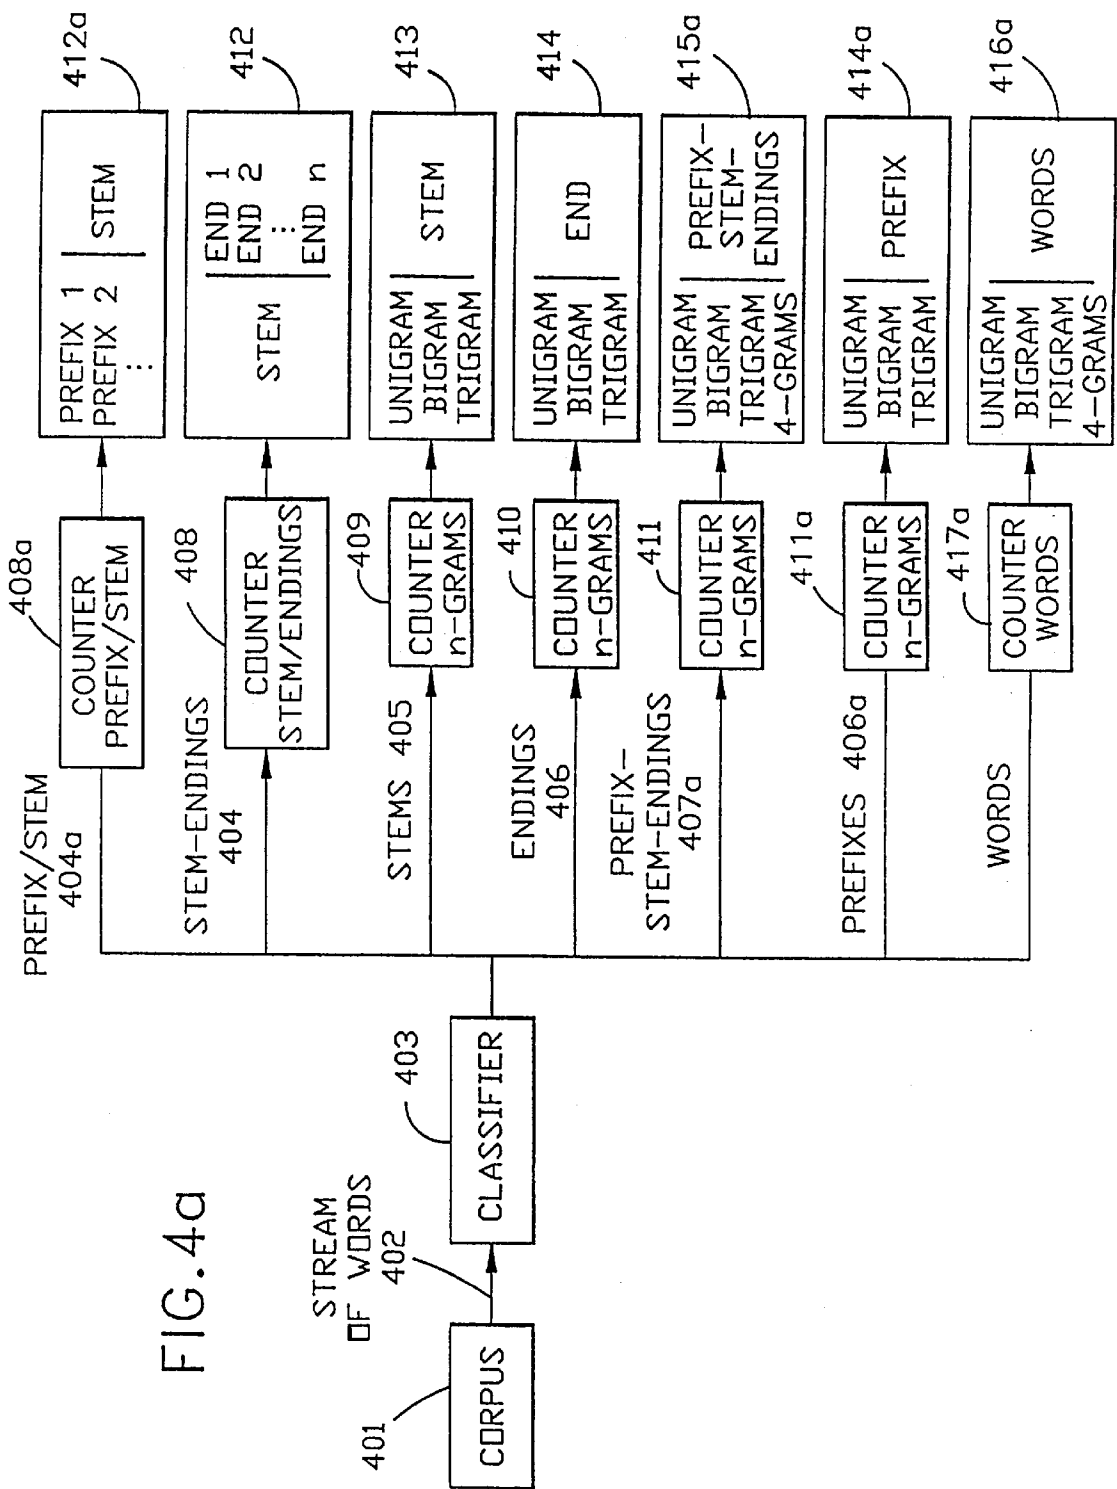 FIG.4a
CORPUS
401
STREAM
OF WORDS
402
CLASSIFIER
403
PREFIX/STEM
404a
COUNTER
PREFIX/STEM
408a
PREFIX 1
PREFIX 2
⋮
STEM
412a
STEM-ENDINGS
404
COUNTER
STEM/ENDINGS
408
STEM
END 1
END 2
⋮
END n
412
STEMS 405
COUNTER
n-GRAMS
409
UNIGRAM
BIGRAM
TRIGRAM
STEM
413
ENDINGS
406
COUNTER
n-GRAMS
410
UNIGRAM
BIGRAM
TRIGRAM
END
414
PREFIX-
STEM-ENDINGS
407a
COUNTER
n-GRAMS
411
UNIGRAM
BIGRAM
TRIGRAM
4-GRAMS
PREFIX-
STEM-
ENDINGS
415a
PREFIXES 406a
COUNTER
n-GRAMS
411a
UNIGRAM
BIGRAM
TRIGRAM
PREFIX
414a
WORDS
COUNTER
WORDS
417a
UNIGRAM
BIGRAM
TRIGRAM
4-GRAMS
WORDS
416a